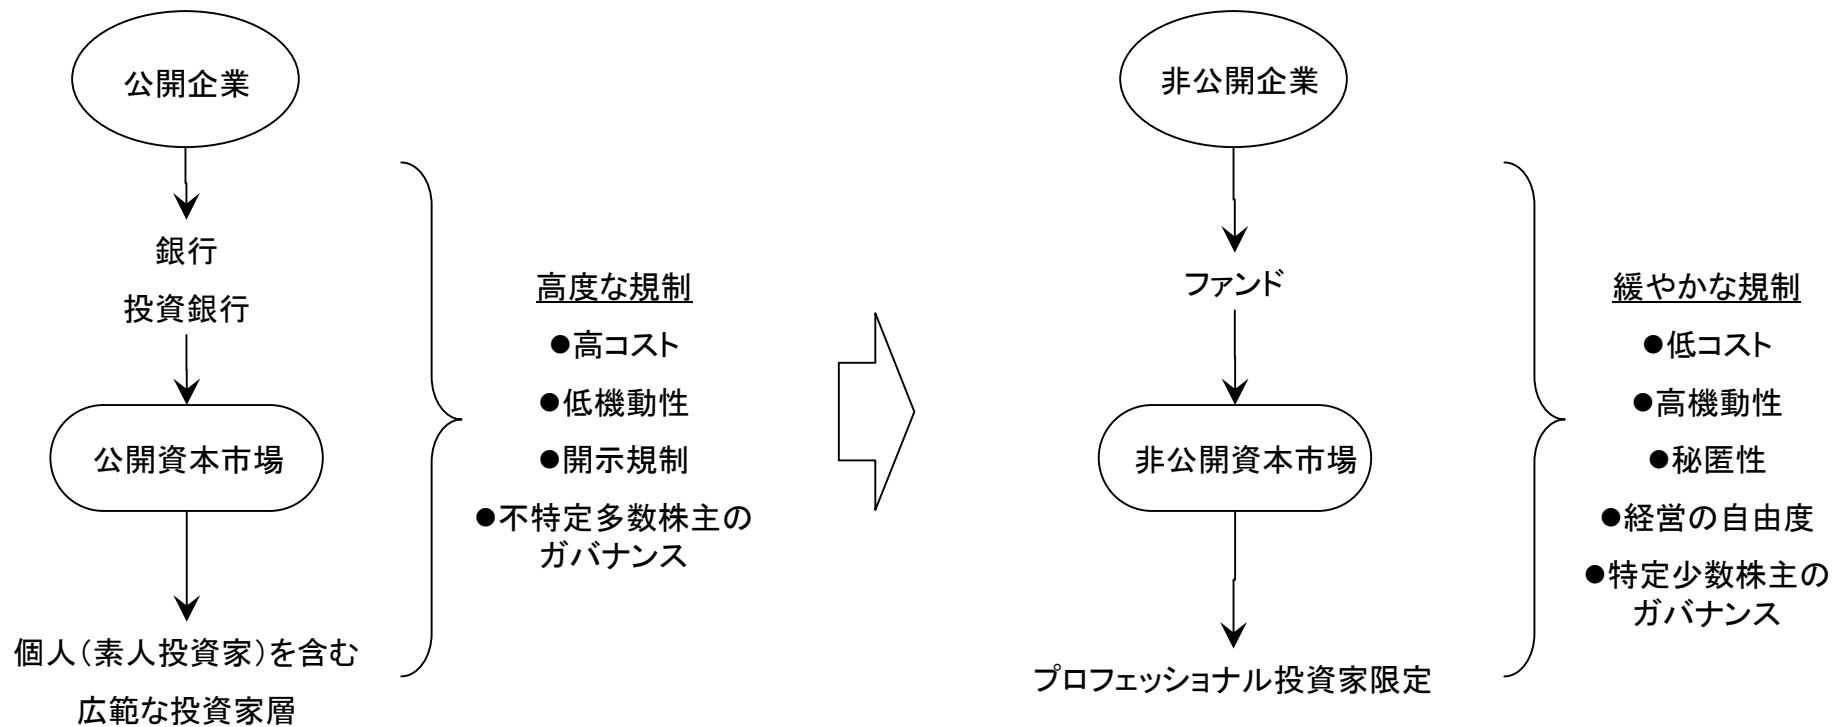 公開企業
銀行
投資銀行
公開資本市場
個人(素人投資家)を含む
広範な投資家層
高度な規制
●高コスト
●低機動性
●開示規制
●不特定多数株主の
ガバナンス
非公開企業
ファンド
非公開資本市場
プロフェッショナル投資家限定
緩やかな規制
●低コスト
●高機動性
●秘匿性
●経営の自由度
●特定少数株主の
ガバナンス